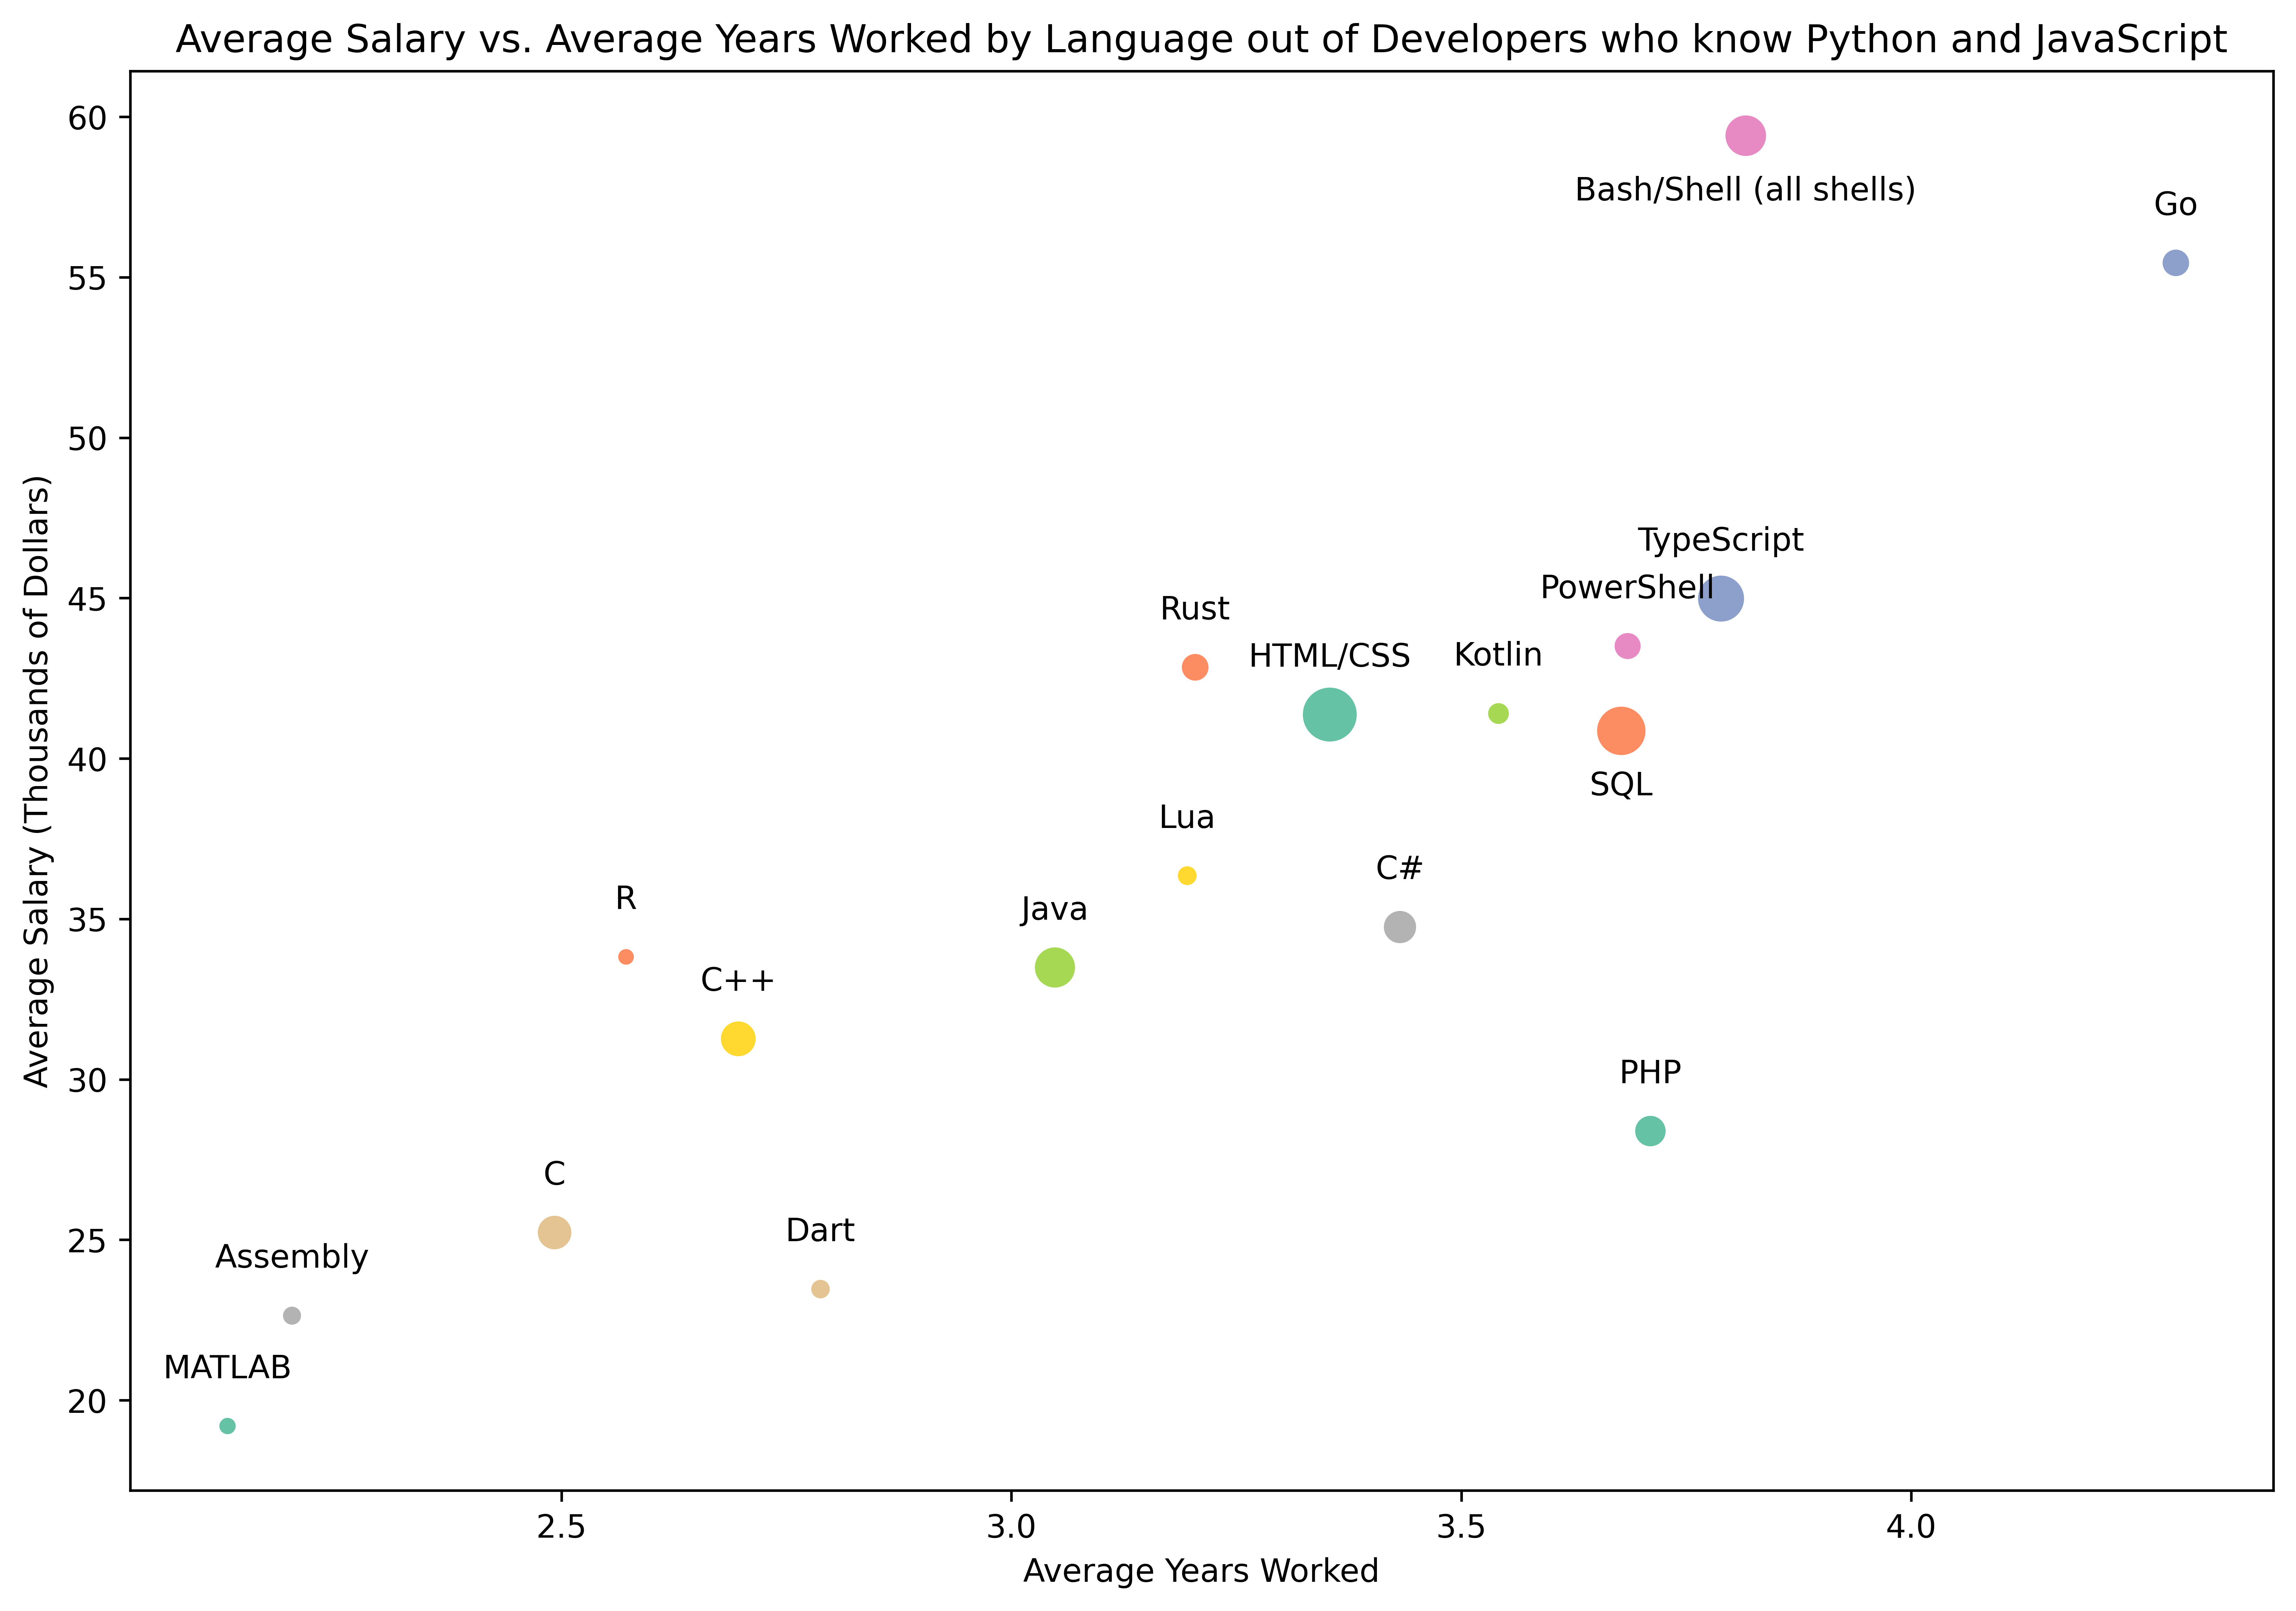 Average Salary vs. Average Years Worked by Language out of Developers who know Python and JavaScript
60
Bash/Shell (all shells)
Go
55
50
Average Salary (Thousands of Dollars)
TypeScript
PowerShell
45
Rust
HTML/CSS
Kotlin
40
SQL
Lua
C#
R
Java
35
C++
30
PHP
C
Dart
25
Assembly
MATLAB
20
2.5
3.0
3.5
4.0
Average Years Worked